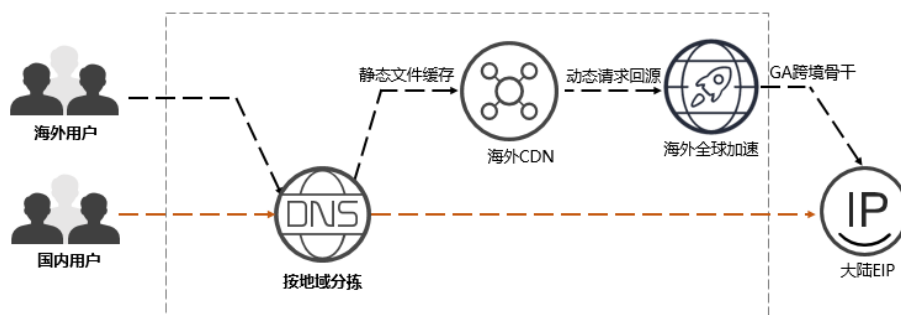 海外用户
国内用户
DNS
按地域分拣
静态文件缓存
海外CDN
动态请求回源
海外全球加速
GA跨境骨干
IP
大陆EIP